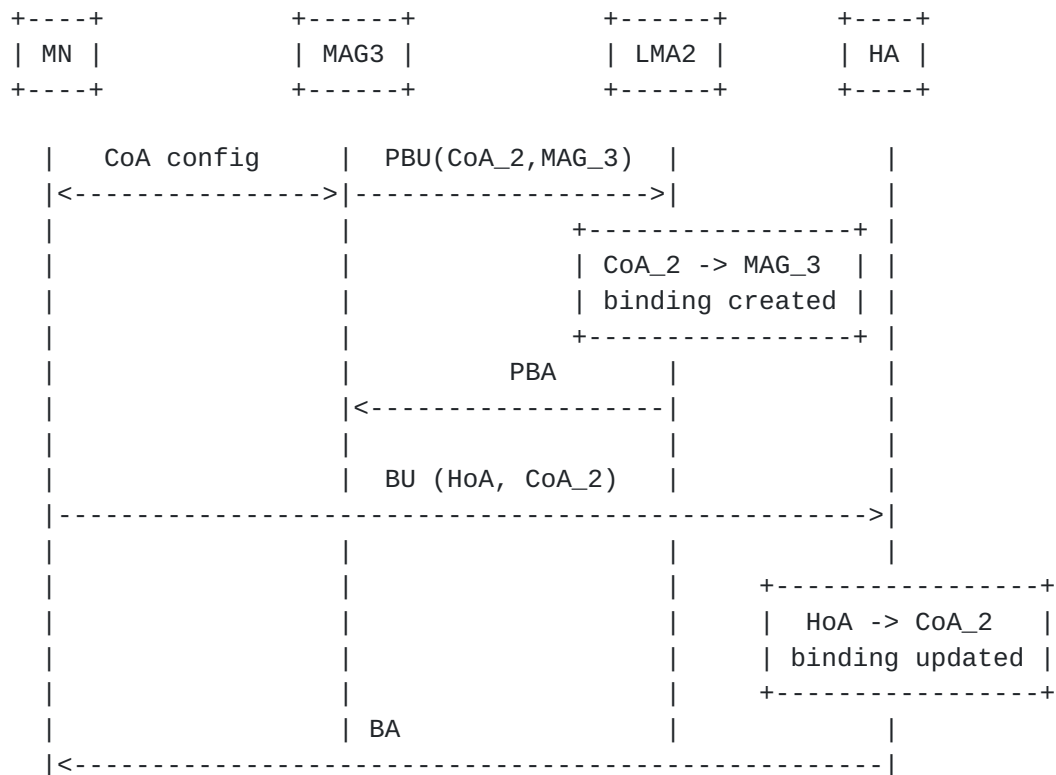 MN MAG3 LMA2 HA
CoA config PBU(CoA_2,MAG_3)
CoA_2 -> MAG_3
binding created
PBA
BU (HoA, CoA_2)
HoA -> CoA_2
binding updated
BA